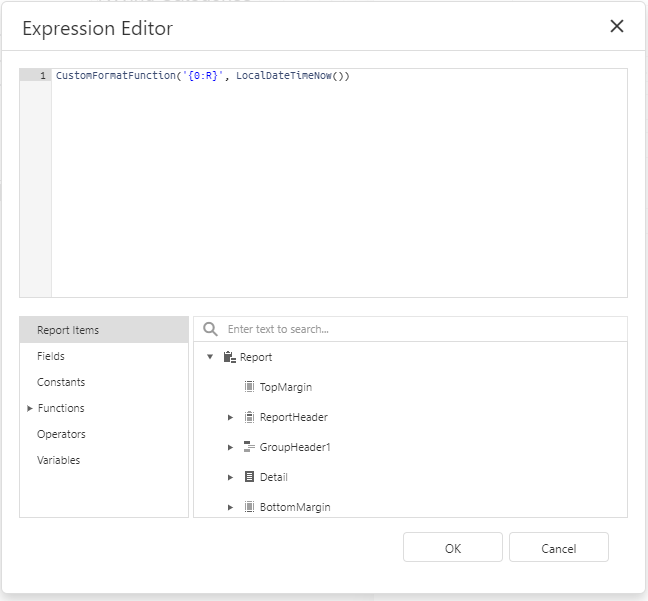 Expression Editor
1 CustomFormatFunction('{0:R}', LocalDateTimeNow())
Report Items
Fields
Constants
Functions
Operators
Variables
Enter text to search...
Report
TopMargin
ReportHeader
GroupHeader1
Detail
BottomMargin
OK
Cancel